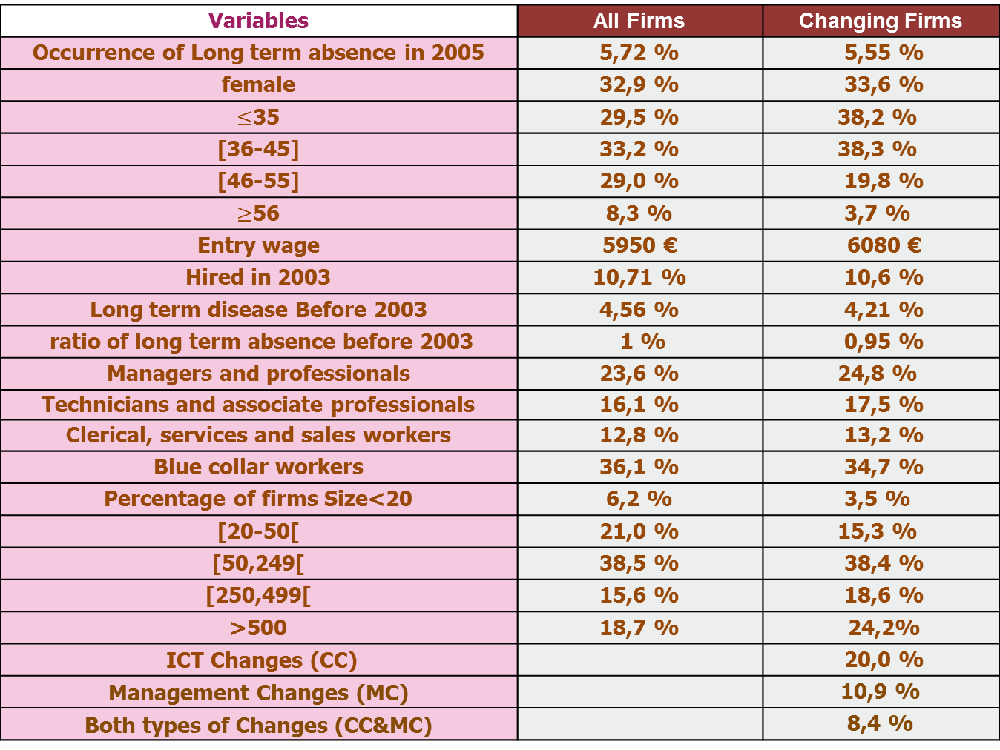 Variables All Firms Changing Firms
Occurrence of Long term absence in 2005 5,72 % 5,55 %
female 32,9 % 33,6 %
≤35 29,5 % 38,2 %
[36-45] 33,2 % 38,3 %
[46-55] 29,0 % 19,8 %
≥56 8,3 % 3,7 %
Entry wage 5950 € 6080 €
Hired in 2003 10,71 % 10,6 %
Long term disease Before 2003 4,56 % 4,21 %
ratio of long term absence before 2003 1 % 0,95 %
Managers and professionals 23,6 % 24,8 %
Technicians and associate professionals 16,1 % 17,5 %
Clerical, services and sales workers 12,8 % 13,2 %
Blue collar workers 36,1 % 34,7 %
Percentage of firms Size<20 6,2 % 3,5 %
[20-50[ 21,0 % 15,3 %
[50,249[ 38,5 % 38,4 %
[250,499[ 15,6 % 18,6 %
>500 18,7 % 24,2%
ICT Changes (CC) 20,0 %
Management Changes (MC) 10,9 %
Both types of Changes (CC&MC) 8,4 %